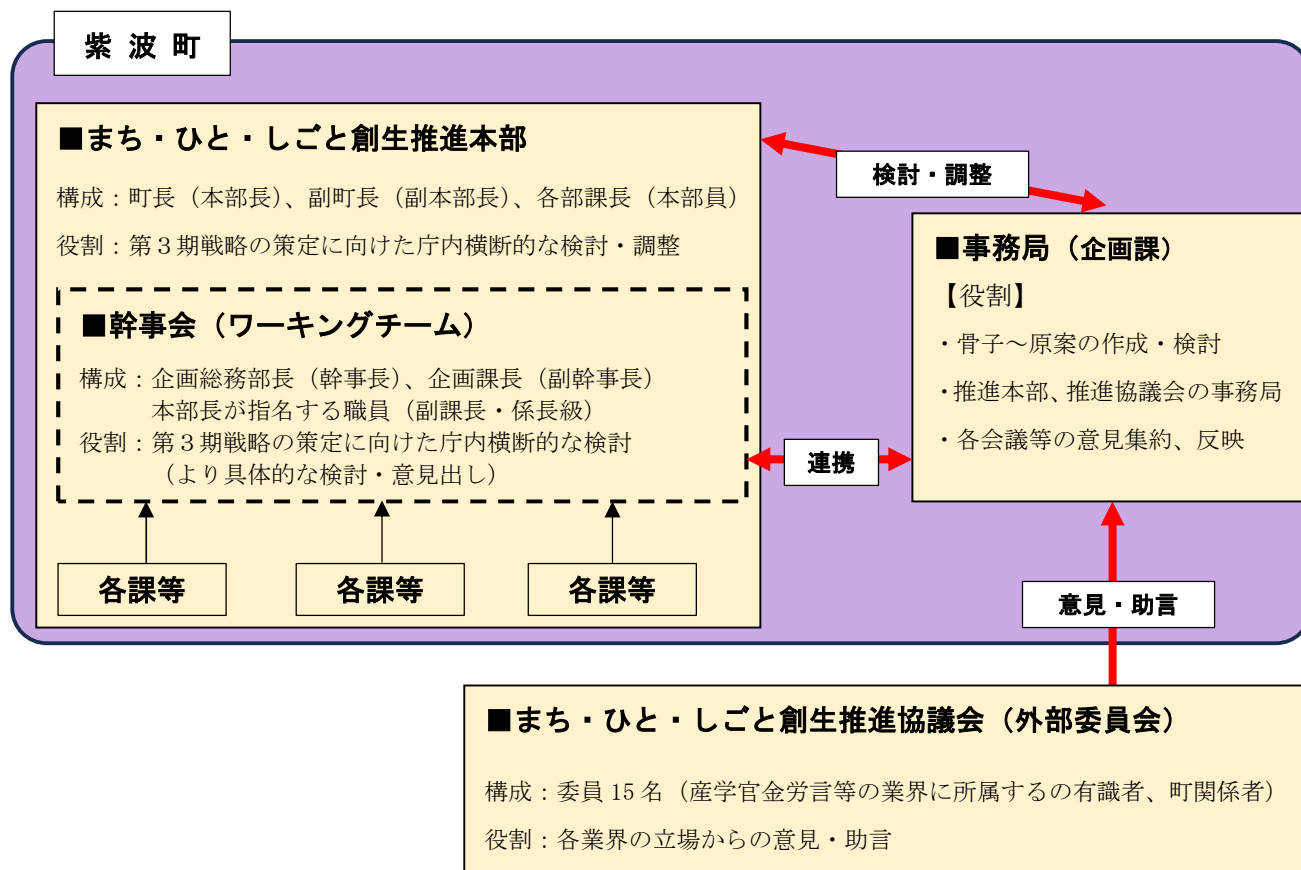 紫 波 町
■まち・ひと・しごと創生推進本部
構成：町長（本部長）、副町長（副本部長）、各部課長（本部員）
役割：第３期戦略の策定に向けた庁内横断的な検討・調整
■幹事会（ワーキングチーム）
構成：企画総務部長（幹事長）、企画課長（副幹事長）
本部長が指名する職員（副課長・係長級）
役割：第３期戦略の策定に向けた庁内横断的な検討
（より具体的な検討・意見出し）
各課等
各課等
各課等
検討・調整
連携
■事務局（企画課）
【役割】
・骨子～原案の作成・検討
・推進本部、推進協議会の事務局
・各会議等の意見集約、反映
意見・助言
■まち・ひと・しごと創生推進協議会（外部委員会）
構成：委員 15 名（産学官金労言等の業界に所属するの有識者、町関係者）
役割：各業界の立場からの意見・助言